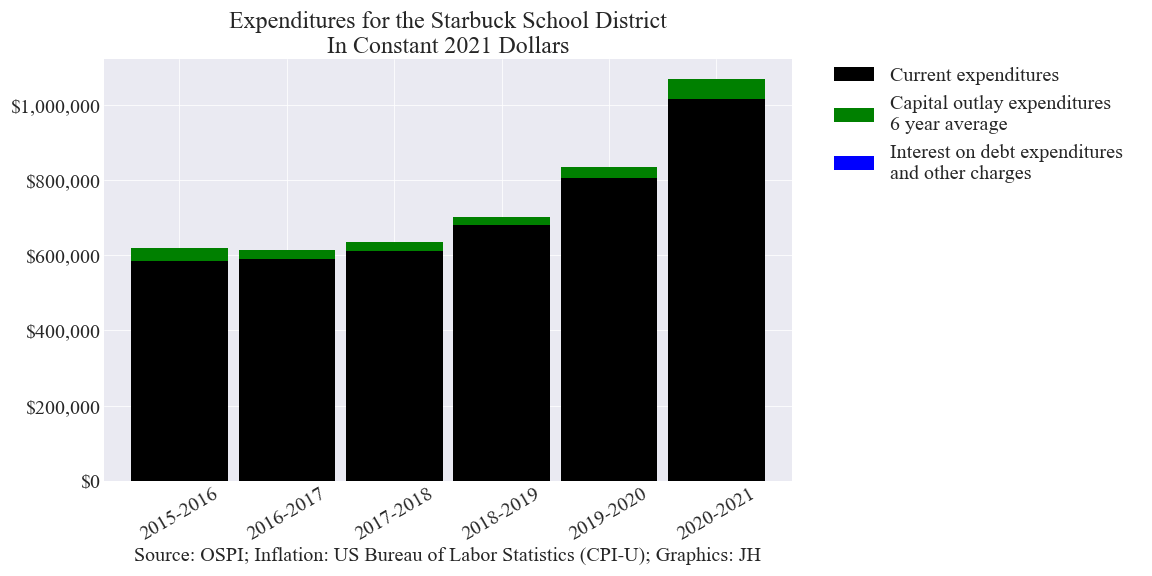 Expenditures for the Starbuck School District
In Constant 2021 Dollars
$1,000,000
$800,000
$600,000
$400,000
$200,000
$0
2015-2016
2016-2017
2017-2018
2018-2019
2019-2020
2020-2021
Source: OSPI; Inflation: US Bureau of Labor Statistics (CPI-U); Graphics: JH
Current expenditures
Capital outlay expenditures
6 year average
Interest on debt expenditures
and other charges